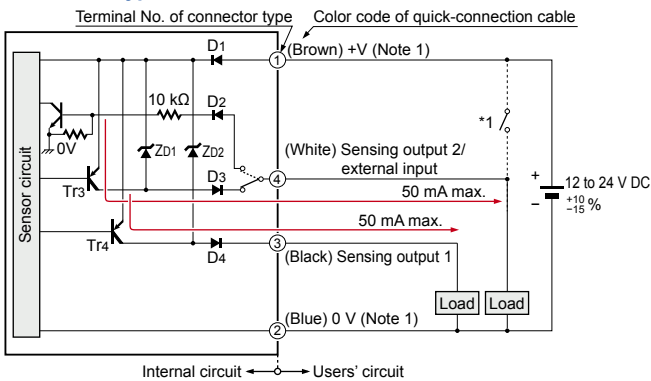 Terminal No. of connector type
Color code of quick-connection cable
D1
1
(Brown) +V (Note 1)
10 kΩ
D2
*1
0V
ZD1
ZD2
(White) Sensing output 2/
external input
Sensor circuit
Tr3
D3
4
50 mA max.
+
12 to 24 V DC
−
+10
−15 %
50 mA max.
Tr4
D4
3
(Black) Sensing output 1
Load
Load
2
(Blue) 0 V (Note 1)
Internal circuit
Users' circuit